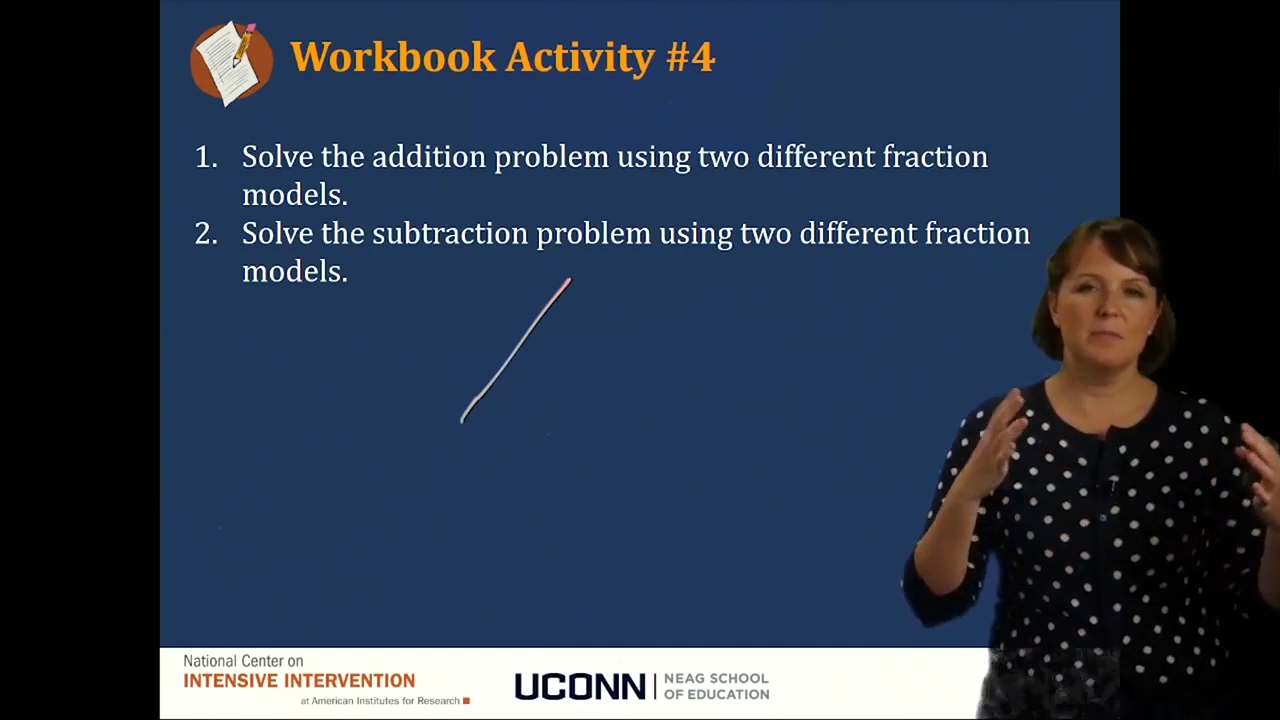 Workbook Activity #4
1. Solve the addition problem using two different fraction
models.
2. Solve the subtraction problem using two different fraction
models.
National Center on
INTENSIVE INTERVENTION
at American Institutes for Research
UCONN
NEAG SCHOOL
OF EDUCATION